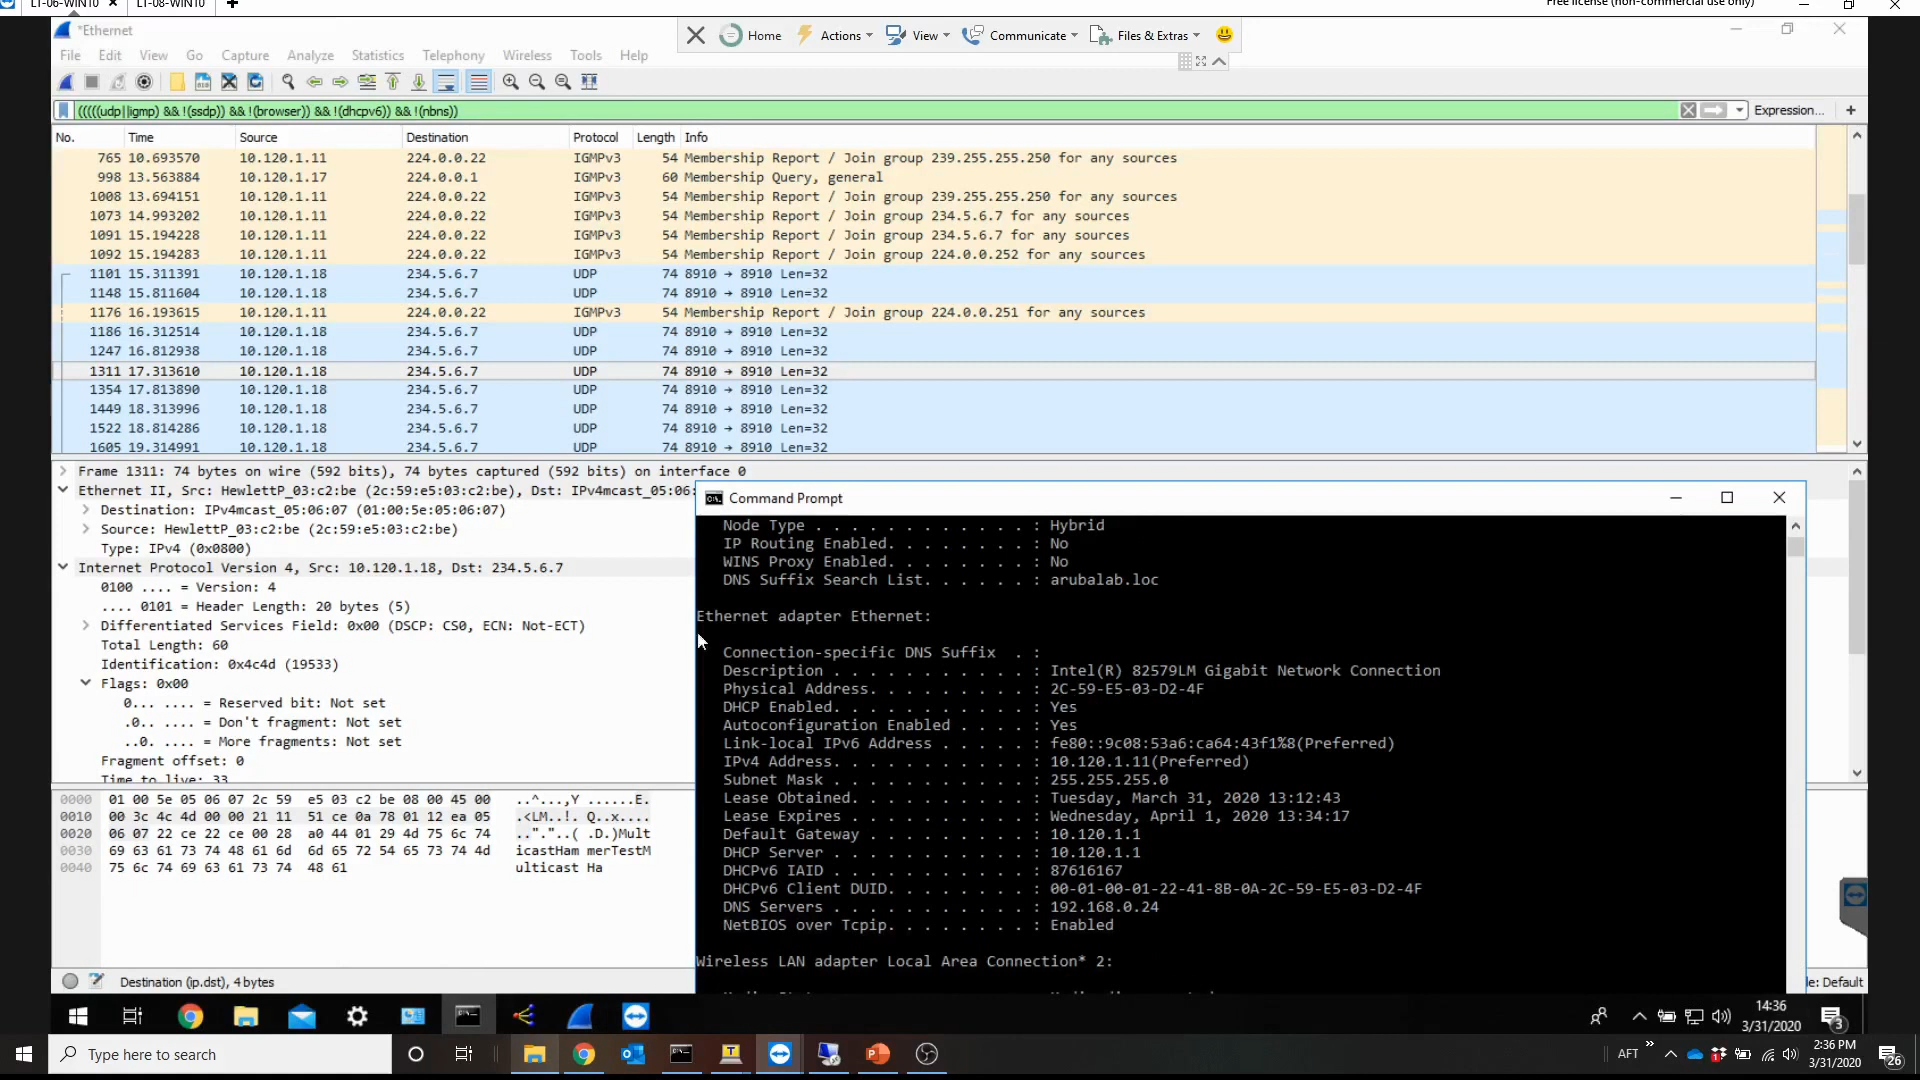 LT-06-WIN10
LT-08-WIN10
Free license (non-commercial use only)
*Ethernet
Home Actions View Communicate Files & Extras
File Edit View Go Capture Analyze Statistics Telephony Wireless Tools Help
(((((udp||igmp) && !(ssdp)) && !(browser)) && !(dhcpv6)) && !(nbns))
Expression...
No. Time Source Destination Protocol Length Info
765 10.693570 10.120.1.11 224.0.0.22 IGMPv3 54 Membership Report / Join group 239.255.255.250 for any sources
998 13.563884 10.120.1.17 224.0.0.1 IGMPv3 60 Membership Query, general
1008 13.694151 10.120.1.11 224.0.0.22 IGMPv3 54 Membership Report / Join group 239.255.255.250 for any sources
1073 14.993202 10.120.1.11 224.0.0.22 IGMPv3 54 Membership Report / Join group 234.5.6.7 for any sources
1091 15.194228 10.120.1.11 224.0.0.22 IGMPv3 54 Membership Report / Join group 234.5.6.7 for any sources
1092 15.194283 10.120.1.11 224.0.0.22 IGMPv3 54 Membership Report / Join group 224.0.0.252 for any sources
1101 15.311391 10.120.1.18 234.5.6.7 UDP 74 8910 → 8910 Len=32
1148 15.811604 10.120.1.18 234.5.6.7 UDP 74 8910 → 8910 Len=32
1176 16.193615 10.120.1.11 224.0.0.22 IGMPv3 54 Membership Report / Join group 224.0.0.251 for any sources
1186 16.312514 10.120.1.18 234.5.6.7 UDP 74 8910 → 8910 Len=32
1247 16.812938 10.120.1.18 234.5.6.7 UDP 74 8910 → 8910 Len=32
1311 17.313610 10.120.1.18 234.5.6.7 UDP 74 8910 → 8910 Len=32
1354 17.813890 10.120.1.18 234.5.6.7 UDP 74 8910 → 8910 Len=32
1449 18.313996 10.120.1.18 234.5.6.7 UDP 74 8910 → 8910 Len=32
1522 18.814286 10.120.1.18 234.5.6.7 UDP 74 8910 → 8910 Len=32
1605 19.314991 10.120.1.18 234.5.6.7 UDP 74 8910 → 8910 Len=32
Frame 1311: 74 bytes on wire (592 bits), 74 bytes captured (592 bits) on interface 0
Ethernet II, Src: HewlettP_03:c2:be (2c:59:e5:03:c2:be), Dst: IPv4mcast_05:06:
Destination: IPv4mcast_05:06:07 (01:00:5e:05:06:07)
Source: HewlettP_03:c2:be (2c:59:e5:03:c2:be)
Type: IPv4 (0x0800)
Internet Protocol Version 4, Src: 10.120.1.18, Dst: 234.5.6.7
0100 .... = Version: 4
.... 0101 = Header Length: 20 bytes (5)
Differentiated Services Field: 0x00 (DSCP: CS0, ECN: Not-ECT)
Total Length: 60
Identification: 0x4c4d (19533)
Flags: 0x00
0... .... = Reserved bit: Not set
.0.. .... = Don't fragment: Not set
..0. .... = More fragments: Not set
Fragment offset: 0
Time to live: 33
0000 01 00 5e 05 06 07 2c 59 e5 03 c2 be 08 00 45 00 ..^...,Y ......E.
0010 00 3c 4c 4d 00 00 21 11 51 ce 0a 78 01 12 ea 05 .<LM..!. Q..x....
0020 06 07 22 ce 22 ce 00 28 a0 44 01 29 4d 75 6c 74 .."."..( .D.)Mult
0030 69 63 61 73 74 48 61 6d 6d 65 72 54 65 73 74 4d icastHam merTestM
0040 75 6c 74 69 63 61 73 74 48 61 ulticast Ha
Destination (ip.dst), 4 bytes
Command Prompt
Node Type . . . . . . . . . . . . : Hybrid
IP Routing Enabled. . . . . . . . : No
WINS Proxy Enabled. . . . . . . . : No
DNS Suffix Search List. . . . . . : arubalab.loc
Ethernet adapter Ethernet:
Connection-specific DNS Suffix . :
Description . . . . . . . . . . . : Intel(R) 82579LM Gigabit Network Connection
Physical Address. . . . . . . . . : 2C-59-E5-03-D2-4F
DHCP Enabled. . . . . . . . . . . : Yes
Autoconfiguration Enabled . . . . : Yes
Link-local IPv6 Address . . . . . : fe80::9c08:53a6:ca64:43f1%8(Preferred)
IPv4 Address. . . . . . . . . . . : 10.120.1.11(Preferred)
Subnet Mask . . . . . . . . . . . : 255.255.255.0
Lease Obtained. . . . . . . . . . : Tuesday, March 31, 2020 13:12:43
Lease Expires . . . . . . . . . . : Wednesday, April 1, 2020 13:34:17
Default Gateway . . . . . . . . . : 10.120.1.1
DHCP Server . . . . . . . . . . . : 10.120.1.1
DHCPv6 IAID . . . . . . . . . . . : 87616167
DHCPv6 Client DUID. . . . . . . . : 00-01-00-01-22-41-8B-0A-2C-59-E5-03-D2-4F
DNS Servers . . . . . . . . . . . : 192.168.0.24
NetBIOS over Tcpip. . . . . . . . : Enabled
Wireless LAN adapter Local Area Connection* 2:
le: Default
14:36
3/31/2020
3
Type here to search
AFT
2:36 PM
3/31/2020
26